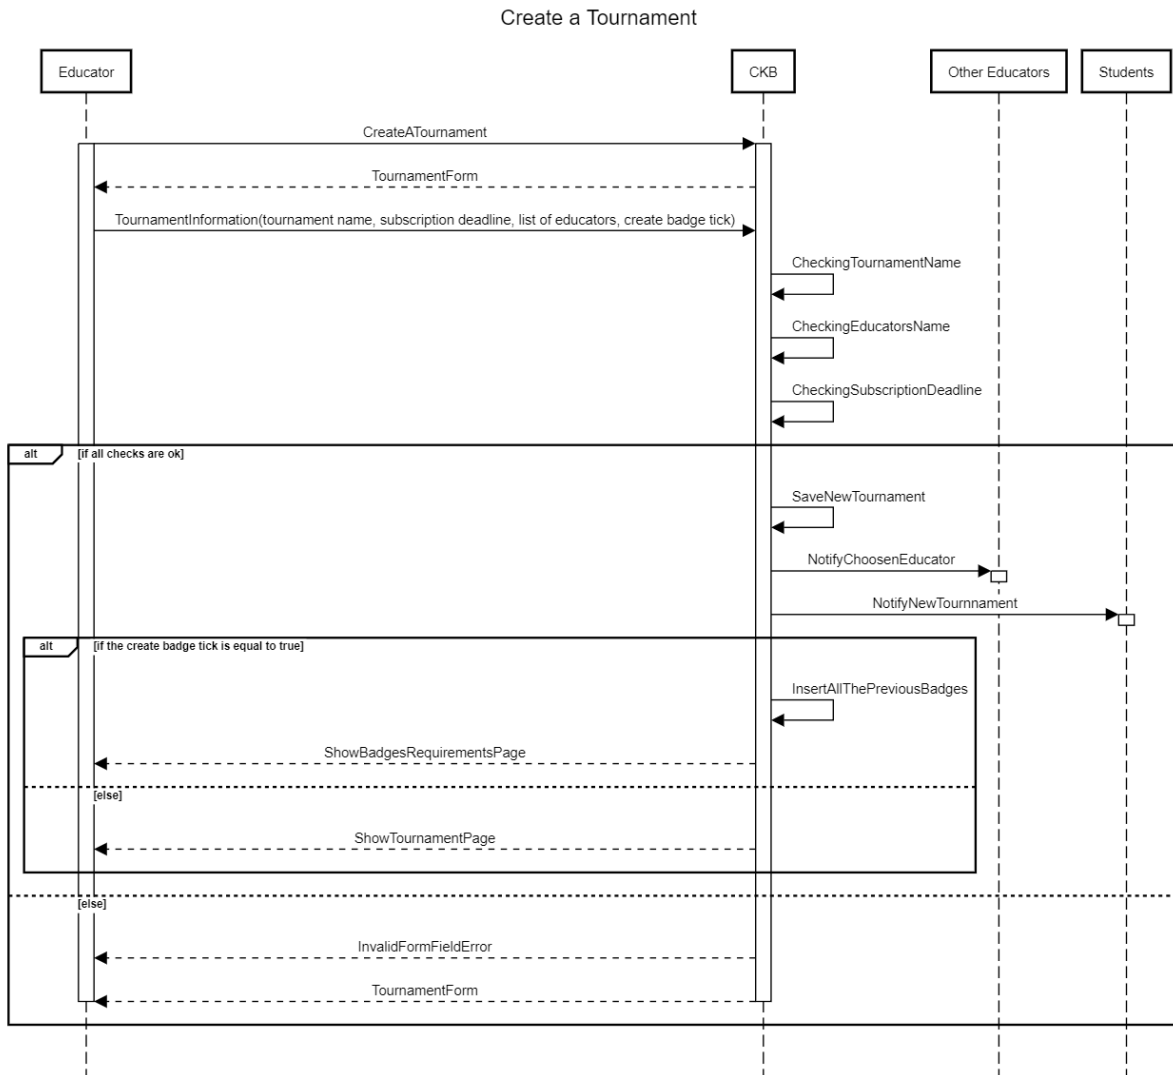 Create a Tournament
Educator
CKB
Other Educators
Students
CreateATournament
TournamentForm
TournamentInformation(tournament name, subscription deadline, list of educators, create badge tick)
CheckingTournamentName
CheckingEducatorsName
CheckingSubscriptionDeadline
alt
[if all checks are ok]
SaveNewTournament
NotifyChoosenEducator
NotifyNewTournnament
alt
[if the create badge tick is equal to true]
InsertAllThePreviousBadges
ShowBadgesRequirementsPage
[else]
ShowTournamentPage
[else]
InvalidFormFieldError
TournamentForm